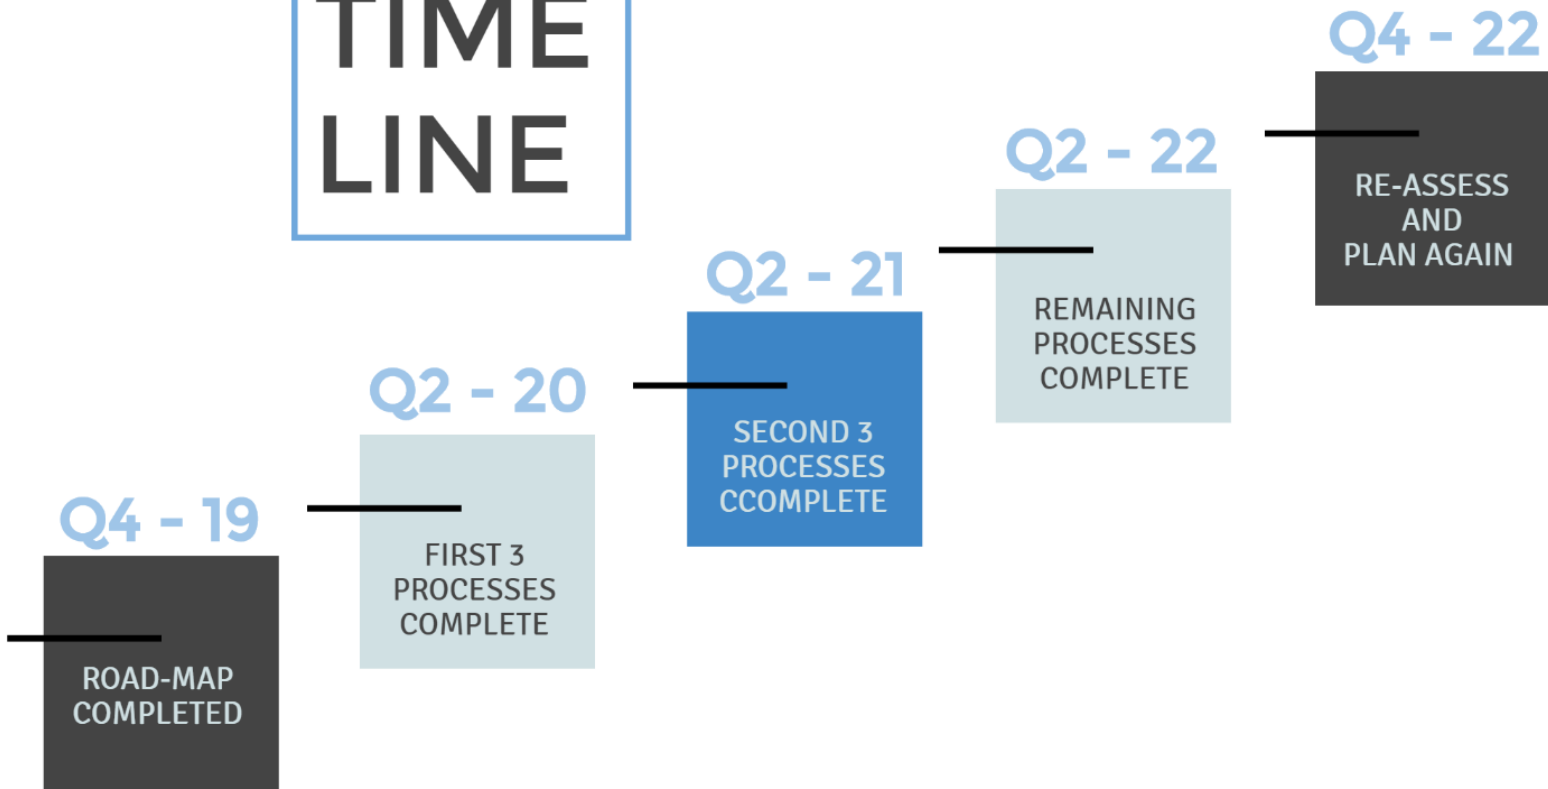 TIME
LINE
Q4 - 19
ROAD-MAP
COMPLETED
Q2 - 20
FIRST 3
PROCESSES
COMPLETE
Q2 - 21
SECOND 3
PROCESSES
CCOMPLETE
Q2 - 22
REMAINING
PROCESSES
COMPLETE
Q4 - 22
RE-ASSESS
AND
PLAN AGAIN